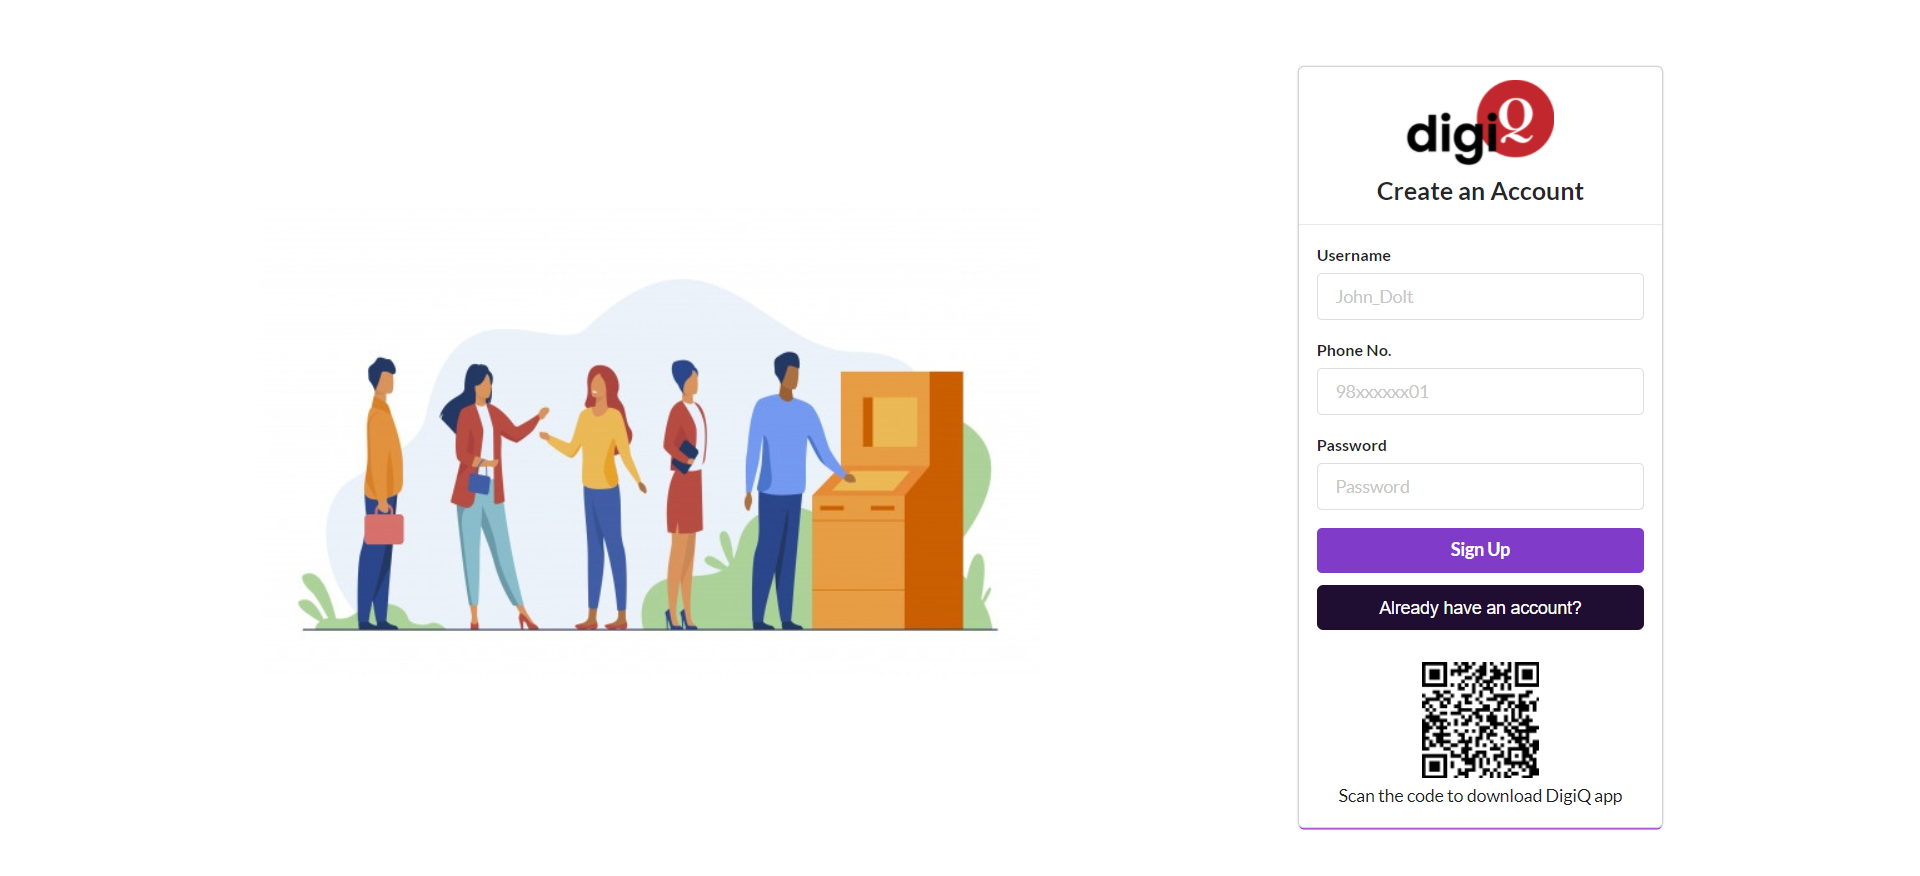 digiQ
Create an Account
Username
John_Dolt
Phone No.
98xxxxxx01
Password
Password
Sign Up
Already have an account?
Scan the code to download DigiQ app